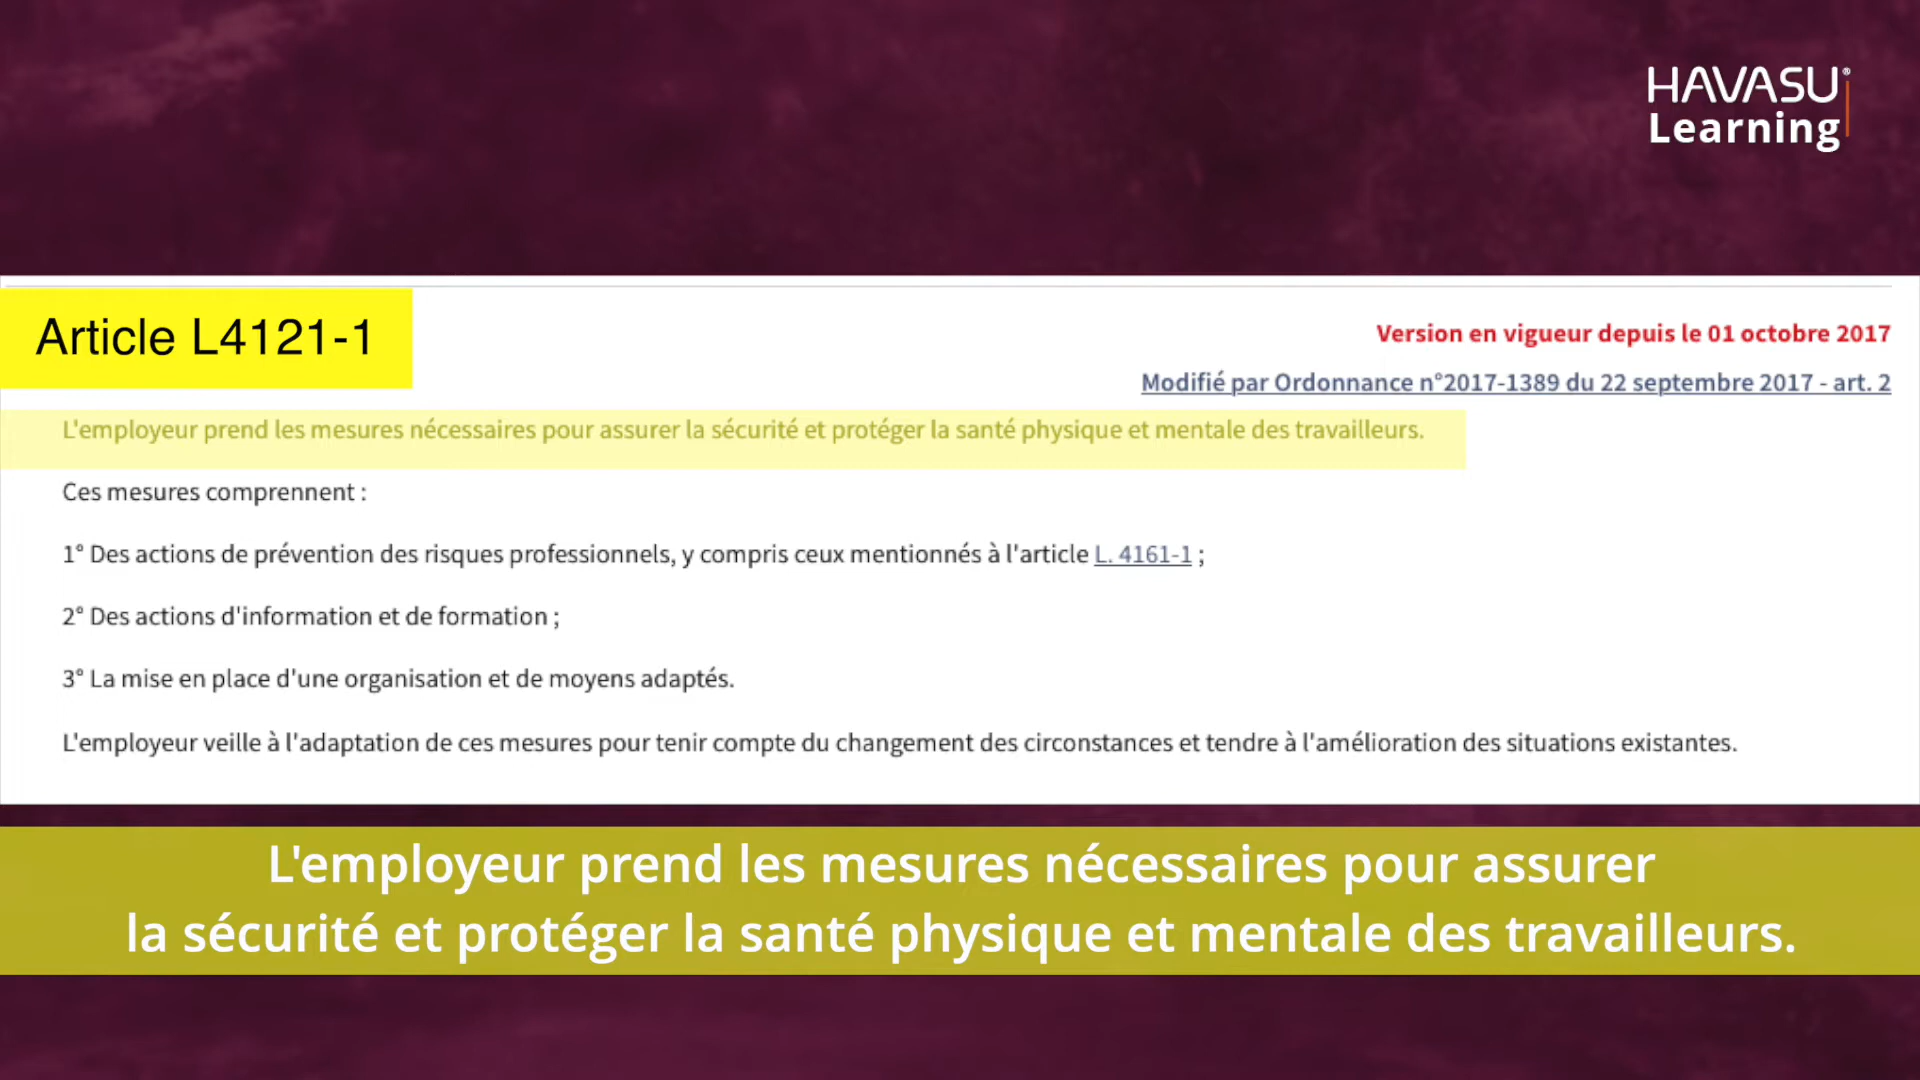 HAVASU®
Learning
Article L4121-1
Version en vigueur depuis le 01 octobre 2017
Modifié par Ordonnance n°2017-1389 du 22 septembre 2017 - art. 2
L'employeur prend les mesures nécessaires pour assurer la sécurité et protéger la santé physique et mentale des travailleurs.
Ces mesures comprennent :
1° Des actions de prévention des risques professionnels, y compris ceux mentionnés à l'article L. 4161-1 ;
2° Des actions d'information et de formation ;
3° La mise en place d'une organisation et de moyens adaptés.
L'employeur veille à l'adaptation de ces mesures pour tenir compte du changement des circonstances et tendre à l'amélioration des situations existantes.
L'employeur prend les mesures nécessaires pour assurer
la sécurité et protéger la santé physique et mentale des travailleurs.